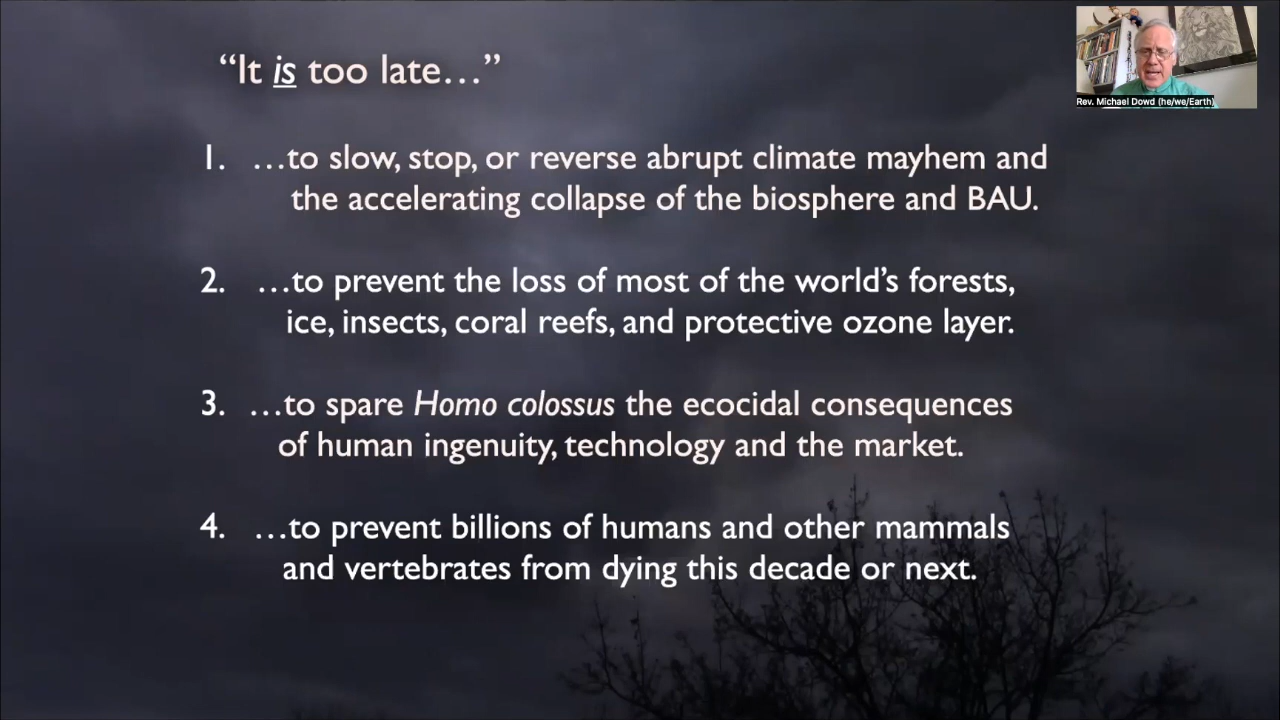 “It is too late…”
1. …to slow, stop, or reverse abrupt climate mayhem and
the accelerating collapse of the biosphere and BAU.
2. …to prevent the loss of most of the world’s forests,
ice, insects, coral reefs, and protective ozone layer.
3. …to spare Homo colossus the ecocidal consequences
of human ingenuity, technology and the market.
4. …to prevent billions of humans and other mammals
and vertebrates from dying this decade or next.
Rev. Michael Dowd (he/we/Earth)